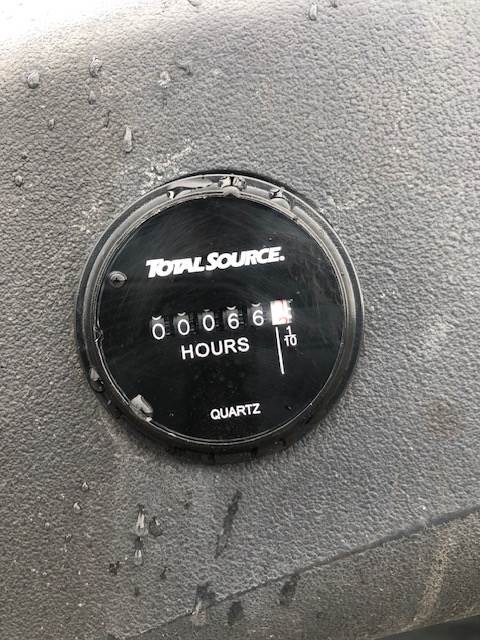 TOTAL SOURCE.
00066
HOURS
1/10
QUARTZ